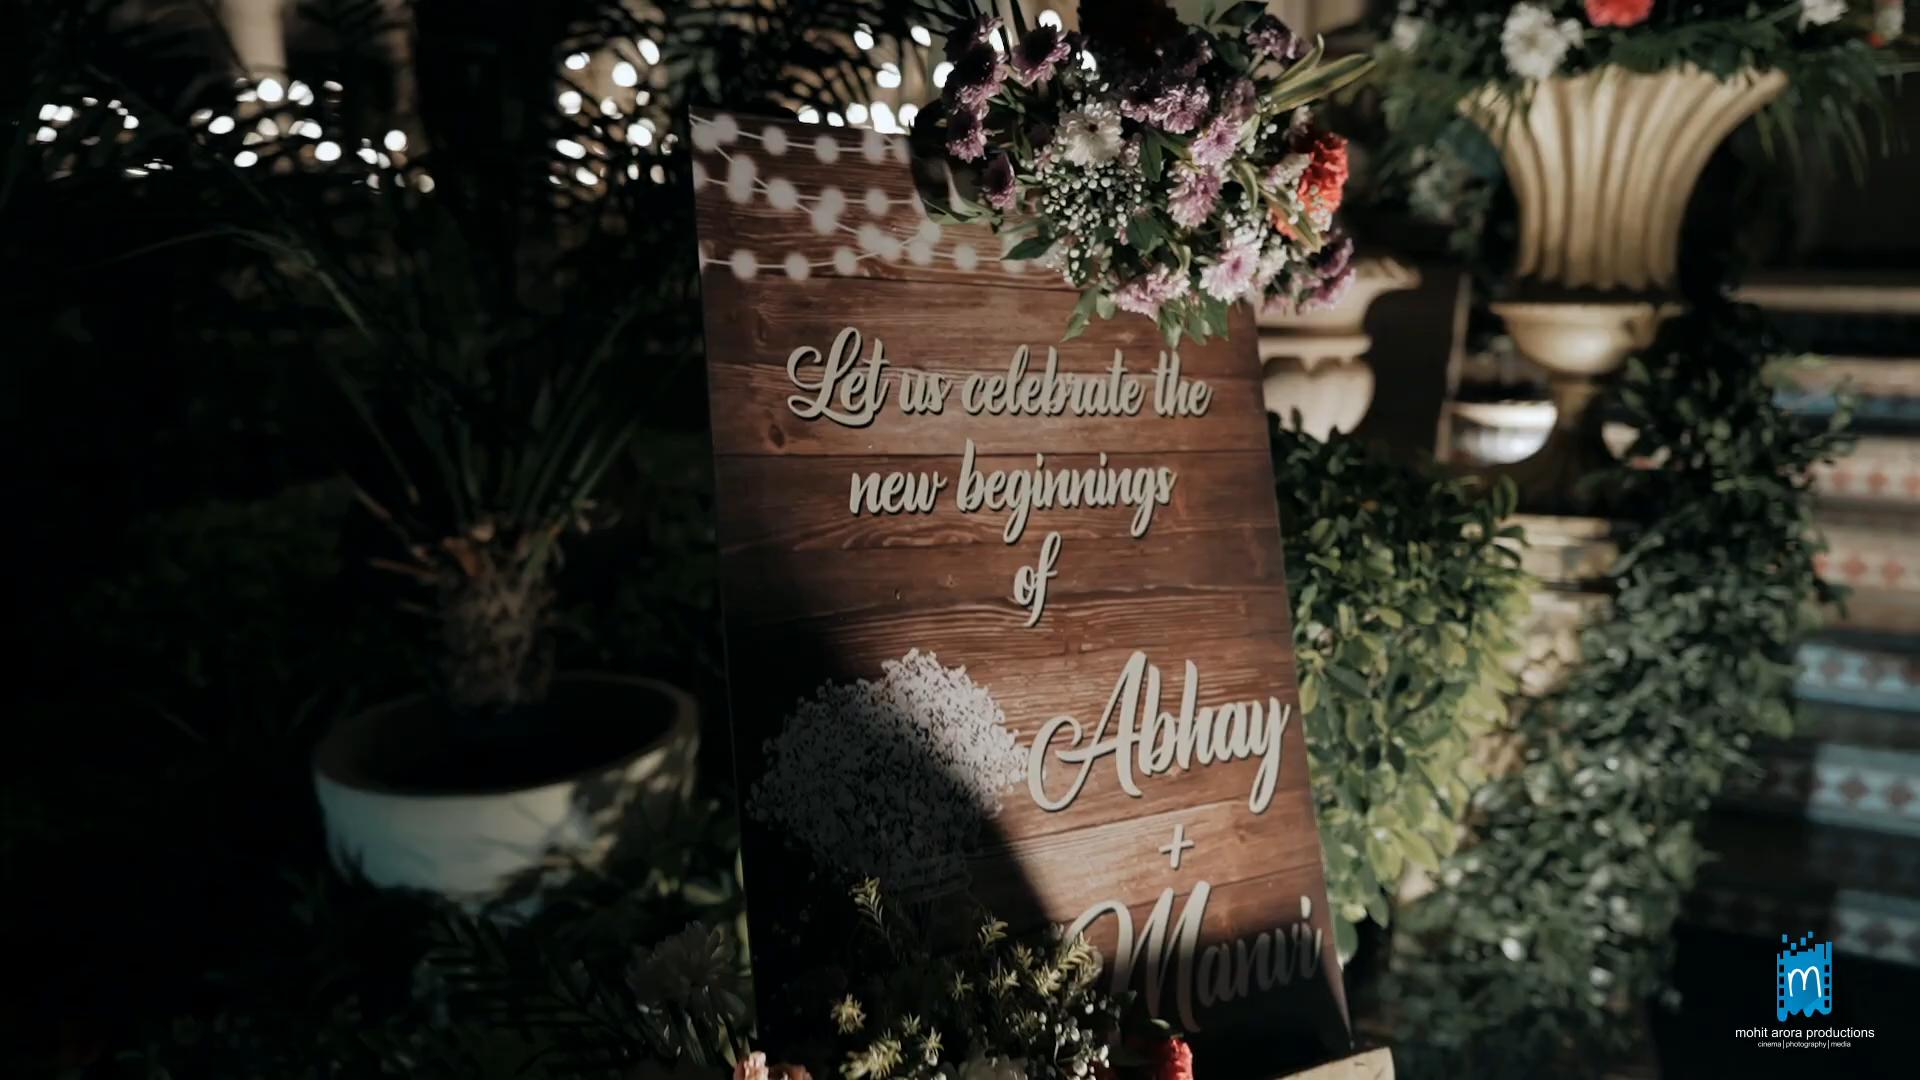 Let us celebrate the
new beginnings
of
Abhay
+
Manvi
m
mohit arora productions
cinema|photography|media